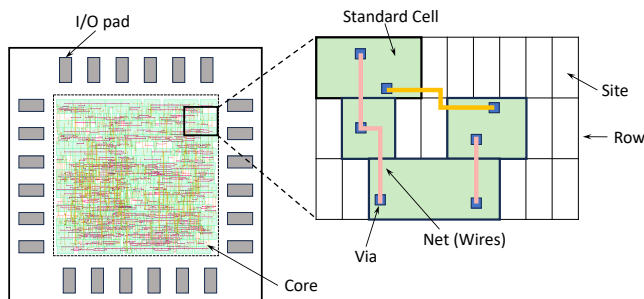 I/O pad
Standard Cell
Site
Row
Net (Wires)
Via
Core